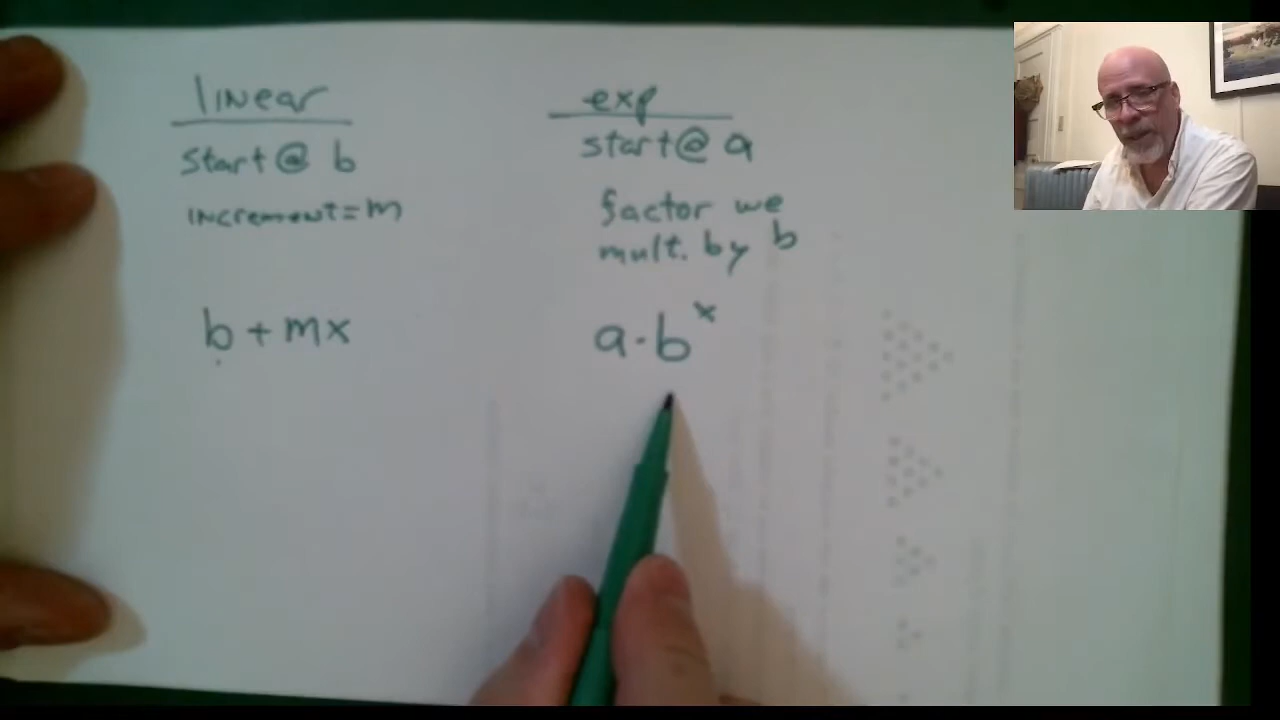 linear
start@ b
increment=m
b + mx
exp
start@ a
factor we
mult. by b
a · b^x